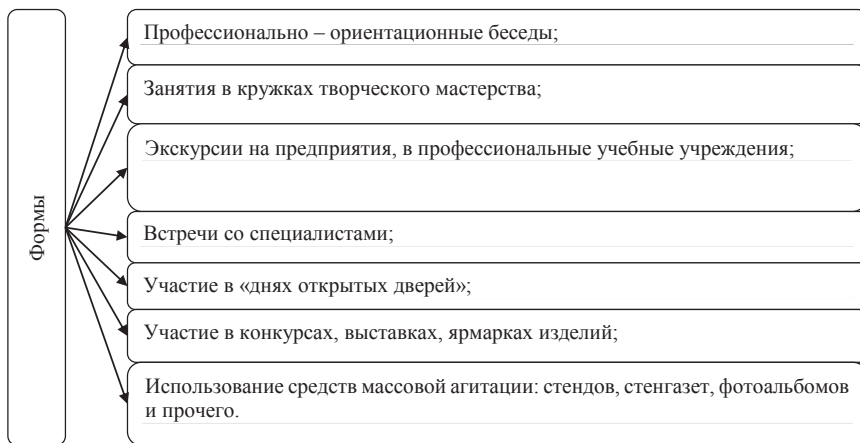 Формы
Профессионально – ориентационные беседы;
Занятия в кружках творческого мастерства;
Экскурсии на предприятия, в профессиональные учебные учреждения;
Встречи со специалистами;
Участие в «днях открытых дверей»;
Участие в конкурсах, выставках, ярмарках изделий;
Использование средств массовой агитации: стендов, стенгазет, фотоальбомов
и прочего.